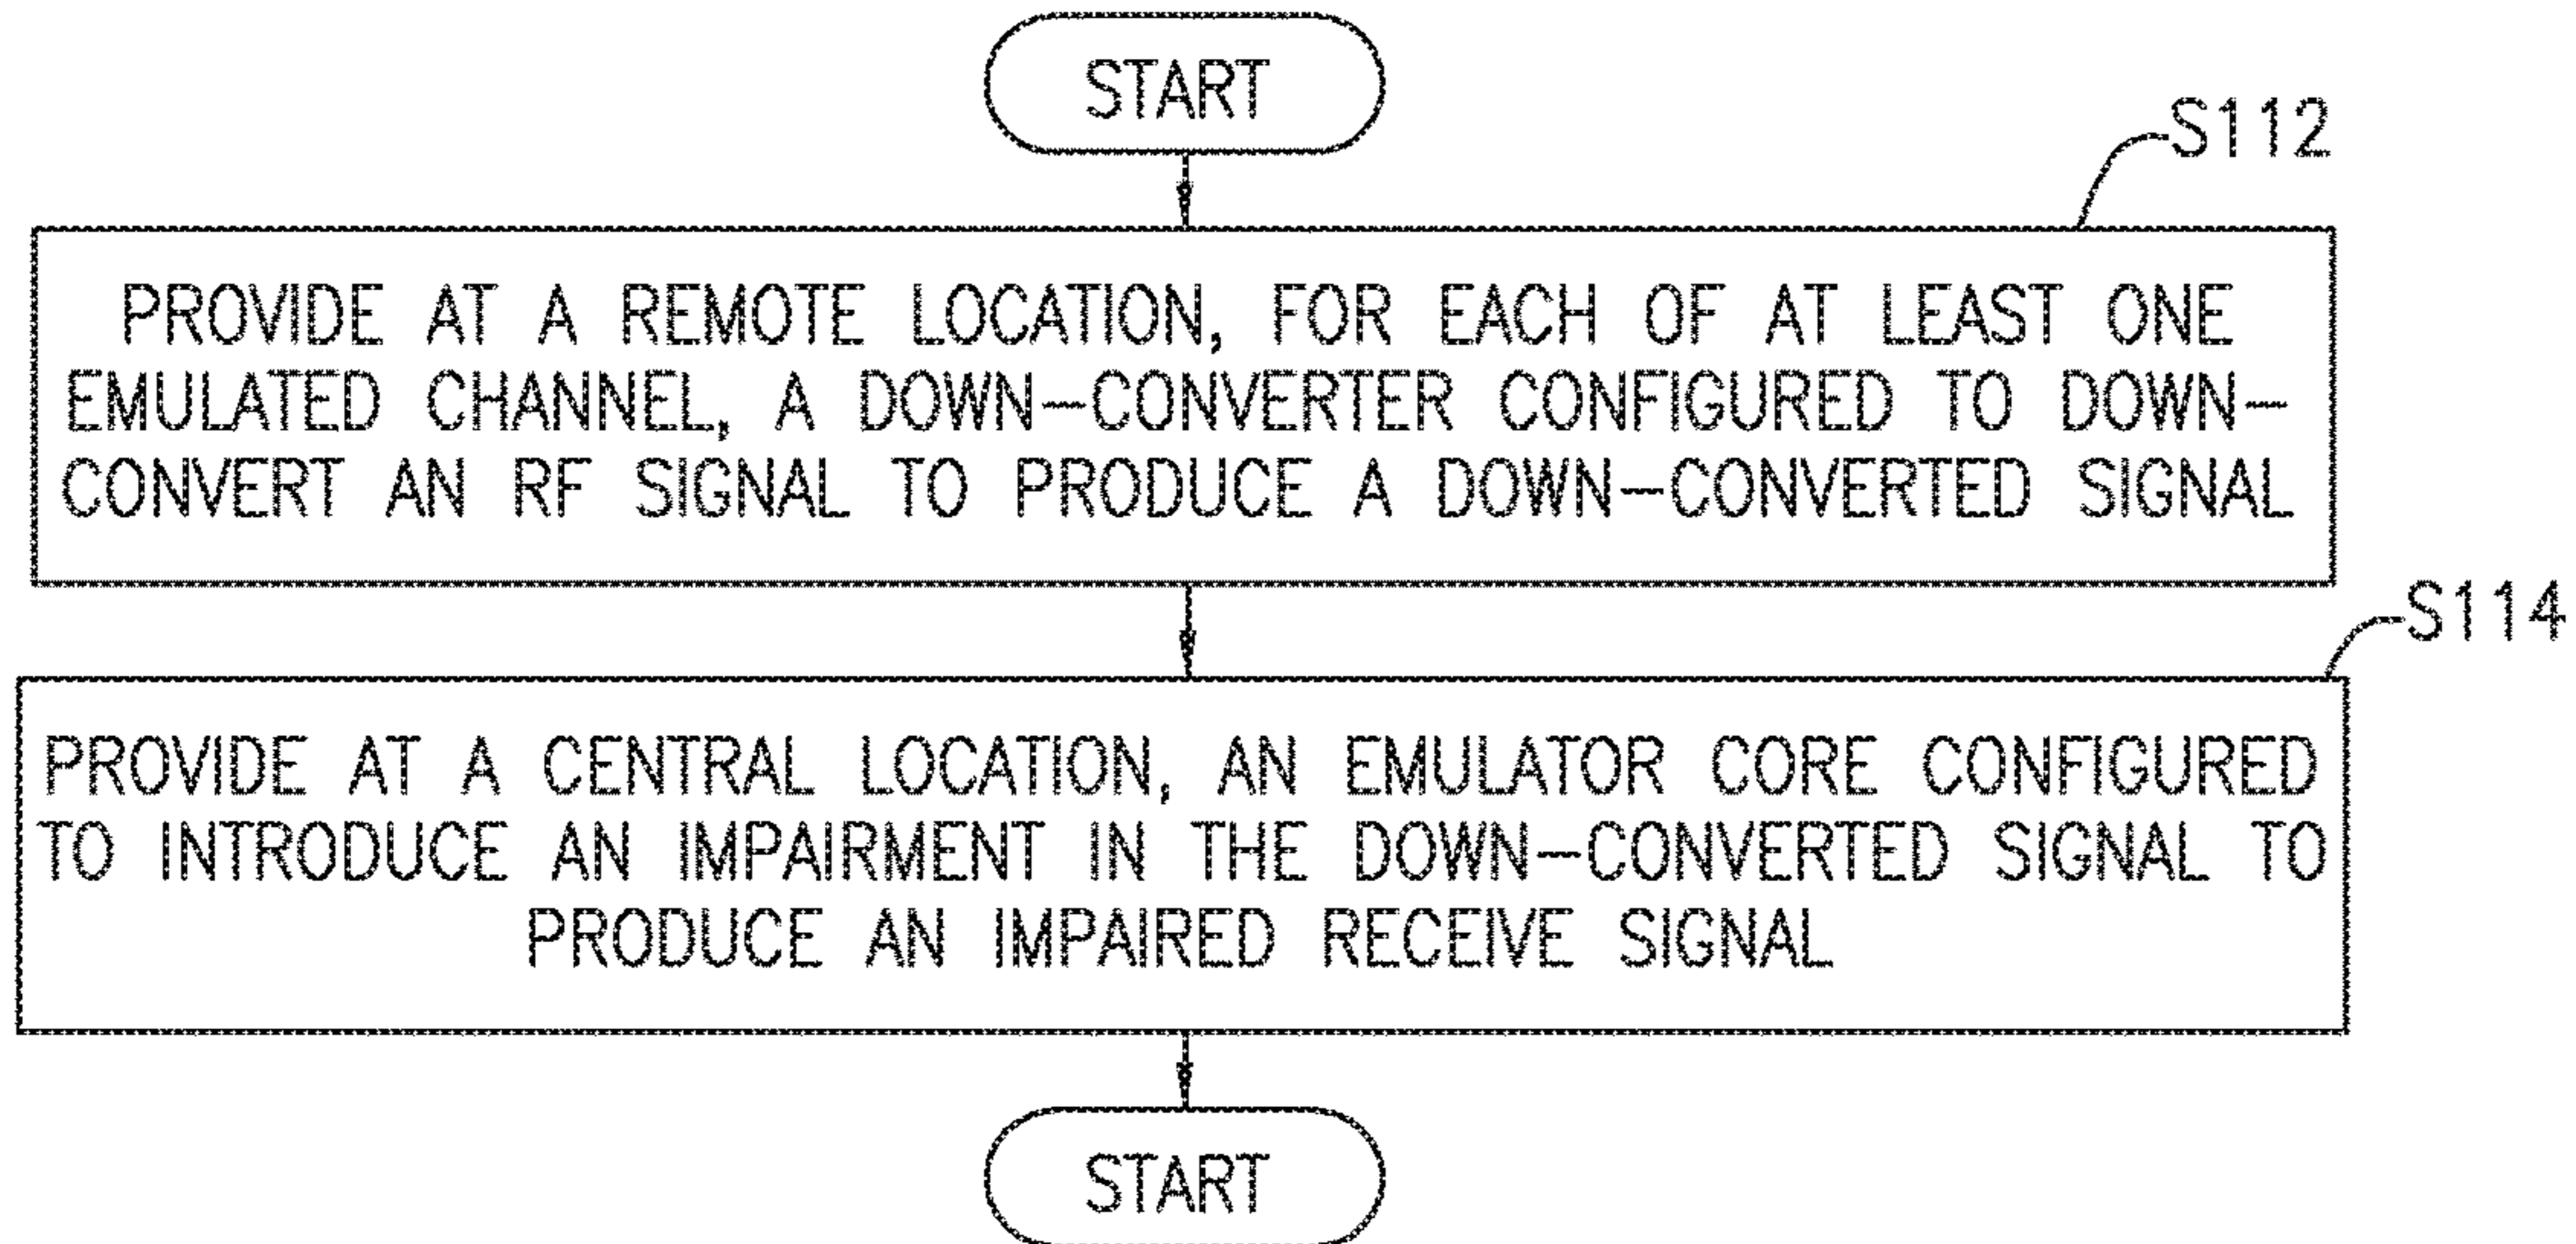 START
S112
PROVIDE AT A REMOTE LOCATION, FOR EACH OF AT LEAST ONE
EMULATED CHANNEL, A DOWN–CONVERTER CONFIGURED TO DOWN–
CONVERT AN RF SIGNAL TO PRODUCE A DOWN–CONVERTED SIGNAL
S114
PROVIDE AT A CENTRAL LOCATION, AN EMULATOR CORE CONFIGURED
TO INTRODUCE AN IMPAIRMENT IN THE DOWN–CONVERTED SIGNAL TO
PRODUCE AN IMPAIRED RECEIVE SIGNAL
START